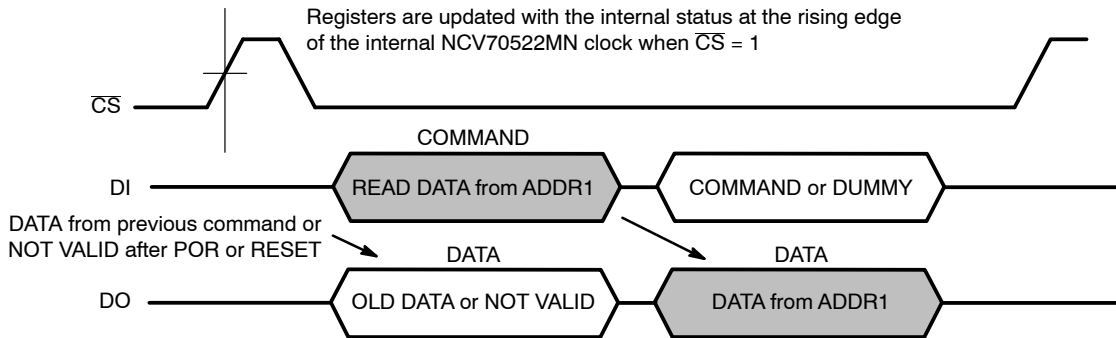 Registers are updated with the internal status at the rising edge
of the internal NCV70522MN clock when C̅S̅ = 1
C̅S̅
COMMAND
DI
READ DATA from ADDR1
COMMAND or DUMMY
DATA from previous command or
NOT VALID after POR or RESET
DATA
DATA
DO
OLD DATA or NOT VALID
DATA from ADDR1